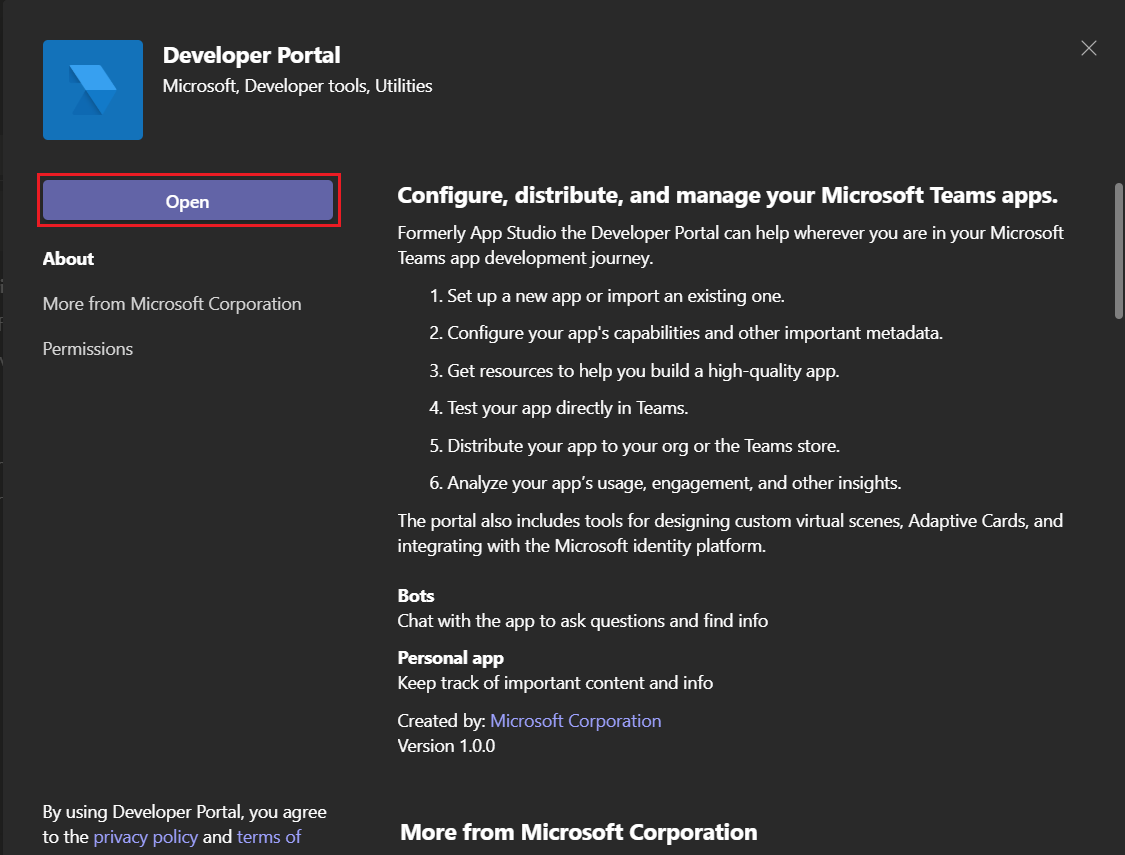 Developer Portal
Microsoft, Developer tools, Utilities
Open
About
More from Microsoft Corporation
Permissions
By using Developer Portal, you agree
to the privacy policy and terms of
Configure, distribute, and manage your Microsoft Teams apps.
Formerly App Studio the Developer Portal can help wherever you are in your Microsoft
Teams app development journey.
1. Set up a new app or import an existing one.
2. Configure your app's capabilities and other important metadata.
3. Get resources to help you build a high-quality app.
4. Test your app directly in Teams.
5. Distribute your app to your org or the Teams store.
6. Analyze your app’s usage, engagement, and other insights.
The portal also includes tools for designing custom virtual scenes, Adaptive Cards, and
integrating with the Microsoft identity platform.
Bots
Chat with the app to ask questions and find info
Personal app
Keep track of important content and info
Created by: Microsoft Corporation
Version 1.0.0
More from Microsoft Corporation